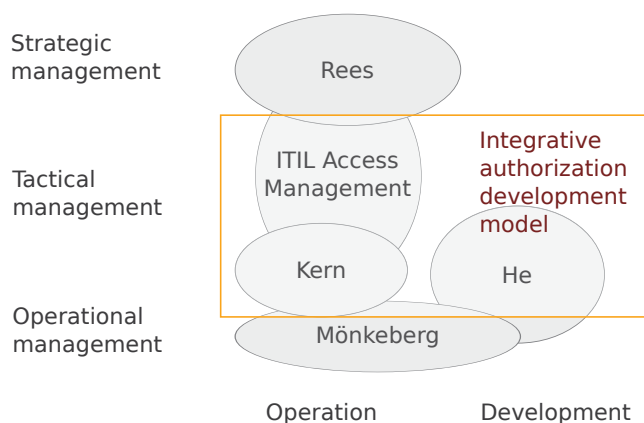 Strategic
management
Rees
Integrative
authorization
development
model
ITIL Access
Management
Tactical
management
Kern
He
Operational
management
Mönkeberg
Operation
Development